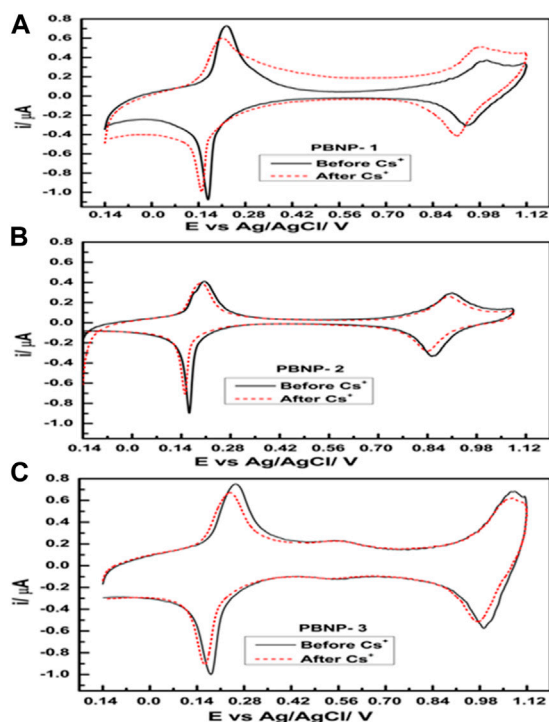 A
0.8
0.6
0.4
0.2
0.0
-0.2
-0.4
-0.6
-0.8
-1.0
i/ µA
PBNP- 1
Before Cs⁺
After Cs⁺
0.14 0.0 0.14 0.28 0.42 0.56 0.70 0.84 0.98 1.12
E vs Ag/AgCl/ V
B
0.8
0.6
0.4
0.2
0.0
-0.2
-0.4
-0.6
-0.8
-1.0
i/ µA
PBNP- 2
Before Cs⁺
After Cs⁺
0.14 0.0 0.14 0.28 0.42 0.56 0.70 0.84 0.98 1.12
E vs Ag/AgCl/ V
C
0.8
0.6
0.4
0.2
0.0
-0.2
-0.4
-0.6
-0.8
-1.0
i/ µA
PBNP- 3
Before Cs⁺
After Cs⁺
0.14 0.00 0.14 0.28 0.42 0.56 0.70 0.84 0.98 1.12
E vs Ag/AgCl/ V